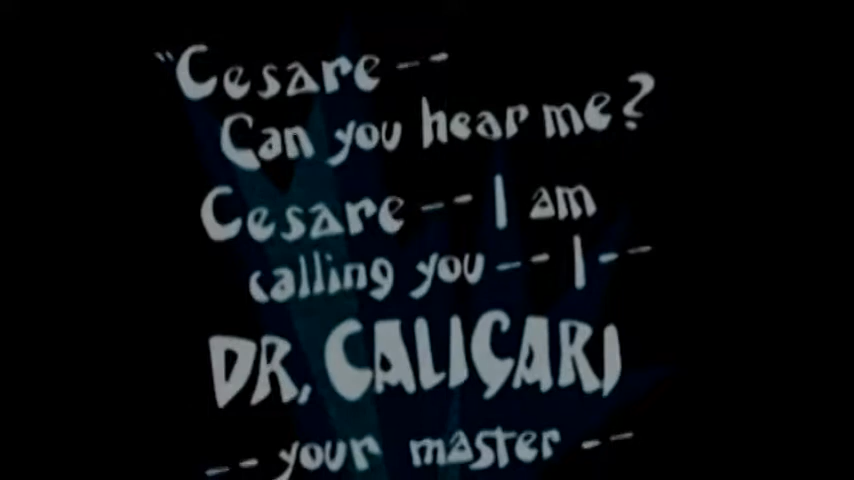 "Cesare--
Can you hear me?
Cesare--I am
calling you--I--
DR. CALIGARI
--your master--